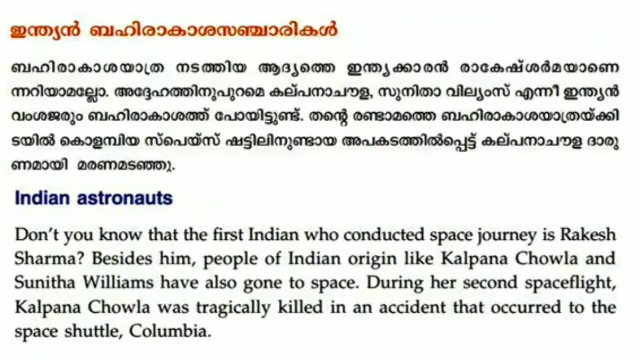 ഇന്ത്യൻ ബഹിരാകാശസഞ്ചാരികൾ
ബഹിരാകാശയാത്ര നടത്തിയ ആദ്യത്തെ ഇന്ത്യക്കാരൻ രാകേഷ്ശർമയാണെ
ന്നറിയാമല്ലോ. അദ്ദേഹത്തിനുപുറമെ കല്പനാചൗള, സുനിതാ വില്യംസ് എന്നീ ഇന്ത്യൻ
വംശജരും ബഹിരാകാശത്ത് പോയിട്ടുണ്ട്. തന്റെ രണ്ടാമത്തെ ബഹിരാകാശയാത്രയ്ക്കി
ടയിൽ കൊളമ്പിയ സ്പെയ്സ് ഷട്ടിലിനുണ്ടായ അപകടത്തിൽപ്പെട്ട് കല്പനാചൗള ദാരു
ണമായി മരണമടഞ്ഞു.
Indian astronauts
Don't you know that the first Indian who conducted space journey is Rakesh
Sharma? Besides him, people of Indian origin like Kalpana Chowla and
Sunitha Williams have also gone to space. During her second spaceflight,
Kalpana Chowla was tragically killed in an accident that occurred to the
space shuttle, Columbia.